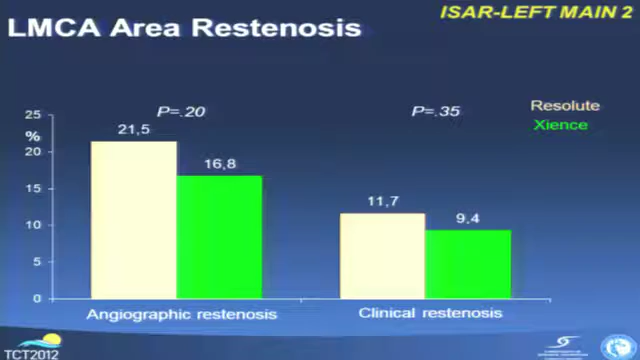 ISAR-LEFT MAIN 2
LMCA Area Restenosis
P=.20
P=.35
Resolute
Xience
25
%
20
15
10
5
0
21,5
16,8
11,7
9,4
Angiographic restenosis
Clinical restenosis
TCT2012